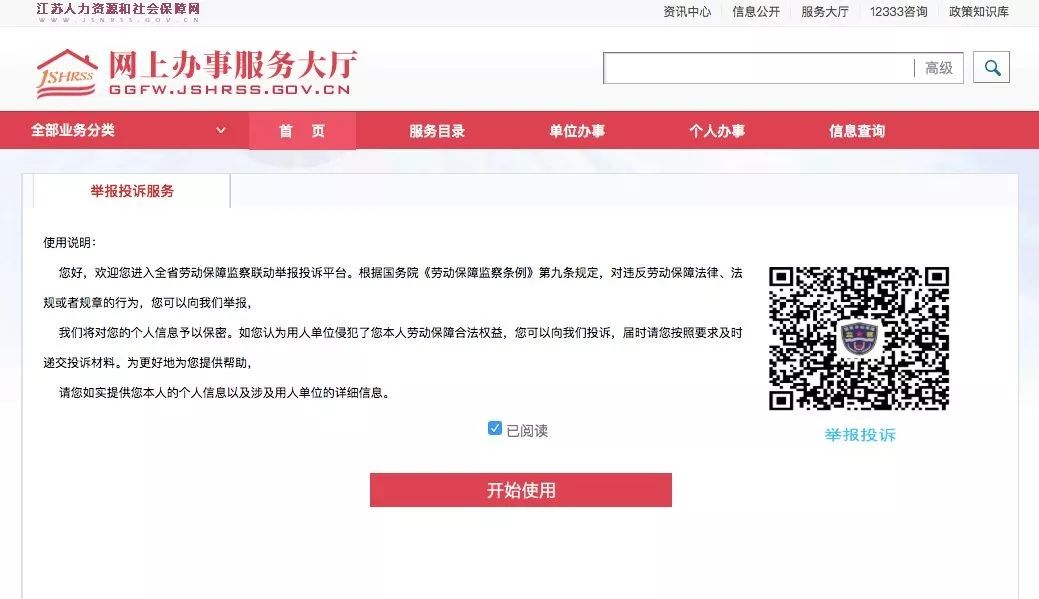 江苏人力资源和社会保障网
WWW.JSHRSS.GOV.CN
资讯中心 信息公开 服务大厅 12333咨询 政策知识库
JSHRSS
网上办事服务大厅
GGFW.JSHRSS.GOV.CN
高级
全部业务分类 首 页 服务目录 单位办事 个人办事 信息查询
举报投诉服务
使用说明：
您好，欢迎您进入全省劳动保障监察联动举报投诉平台。根据国务院《劳动保障监察条例》第九条规定，对违反劳动保障法律、法
规或者规章的行为，您可以向我们举报，
我们将对您的个人信息予以保密。如您认为用人单位侵犯了您本人劳动保障合法权益，您可以向我们投诉，届时请您按照要求及时
递交投诉材料。为更好地为您提供帮助，
请您如实提供您本人的个人信息以及涉及用人单位的详细信息。
举报投诉
已阅读
开始使用